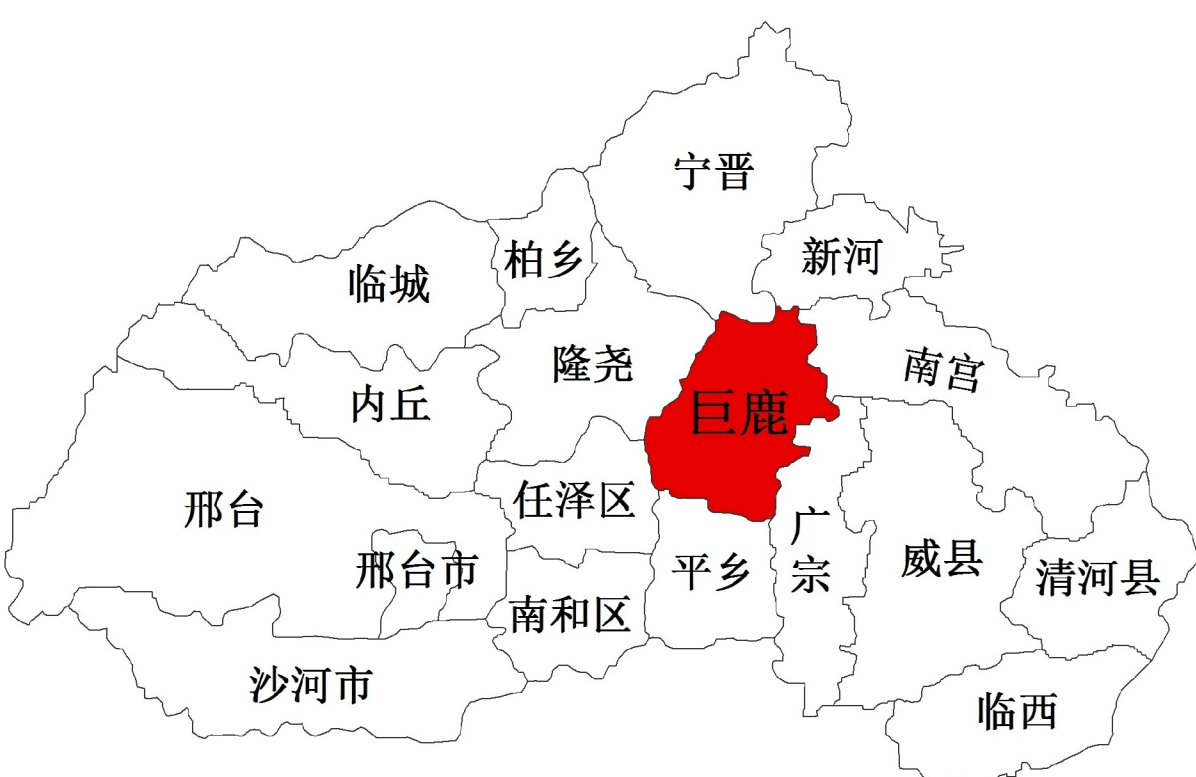 宁晋
柏乡
新河
临城
隆尧
南宫
内丘
巨鹿
任泽区
邢台
广宗
威县
邢台市
平乡
清河县
南和区
沙河市
临西